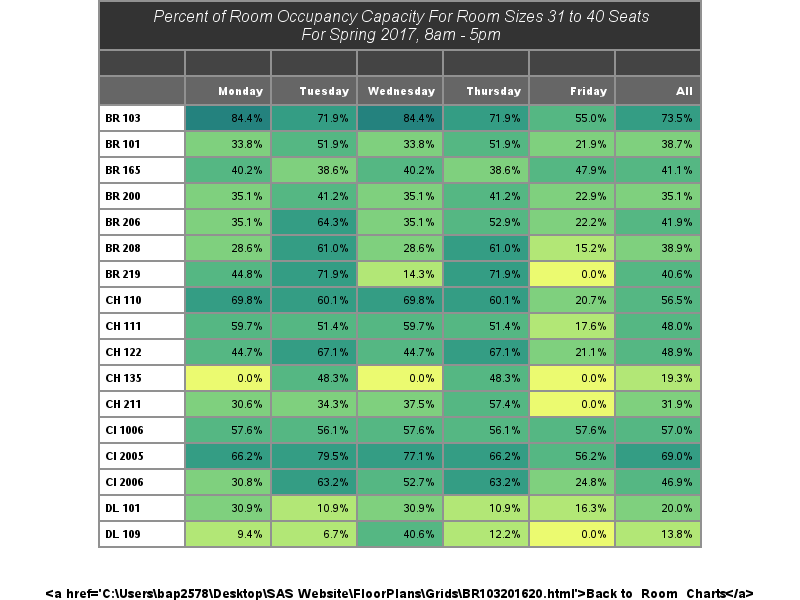 Percent of Room Occupancy Capacity For Room Sizes 31 to 40 Seats
For Spring 2017, 8am - 5pm
Monday Tuesday Wednesday Thursday Friday All
BR 103 84.4% 71.9% 84.4% 71.9% 55.0% 73.5%
BR 101 33.8% 51.9% 33.8% 51.9% 21.9% 38.7%
BR 165 40.2% 38.6% 40.2% 38.6% 47.9% 41.1%
BR 200 35.1% 41.2% 35.1% 41.2% 22.9% 35.1%
BR 206 35.1% 64.3% 35.1% 52.9% 22.2% 41.9%
BR 208 28.6% 61.0% 28.6% 61.0% 15.2% 38.9%
BR 219 44.8% 71.9% 14.3% 71.9% 0.0% 40.6%
CH 110 69.8% 60.1% 69.8% 60.1% 20.7% 56.5%
CH 111 59.7% 51.4% 59.7% 51.4% 17.6% 48.0%
CH 122 44.7% 67.1% 44.7% 67.1% 21.1% 48.9%
CH 135 0.0% 48.3% 0.0% 48.3% 0.0% 19.3%
CH 211 30.6% 34.3% 37.5% 57.4% 0.0% 31.9%
CI 1006 57.6% 56.1% 57.6% 56.1% 57.6% 57.0%
CI 2005 66.2% 79.5% 77.1% 66.2% 56.2% 69.0%
CI 2006 30.8% 63.2% 52.7% 63.2% 24.8% 46.9%
DL 101 30.9% 10.9% 30.9% 10.9% 16.3% 20.0%
DL 109 9.4% 6.7% 40.6% 12.2% 0.0% 13.8%
<a href='C:\Users\bap2578\Desktop\SAS Website\FloorPlans\Grids\BR103201620.html'>Back to Room Charts</a>